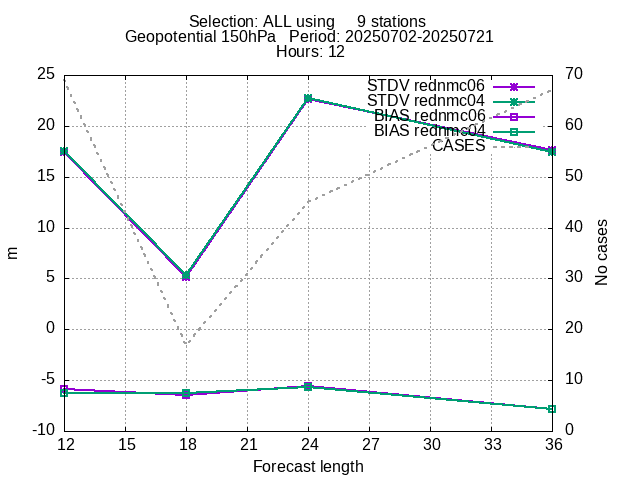 Selection: ALL using     9 stations
Geopotential 150hPa   Period: 20250702-20250721
Hours: 12
25
20
15
10
5
0
-5
-10
m
70
60
50
40
30
20
10
0
No cases
STDV rednmc06
STDV rednmc04
BIAS rednmc06
BIAS rednmc04
CASES
12 15 18 21 24 27 30 33 36
Forecast length